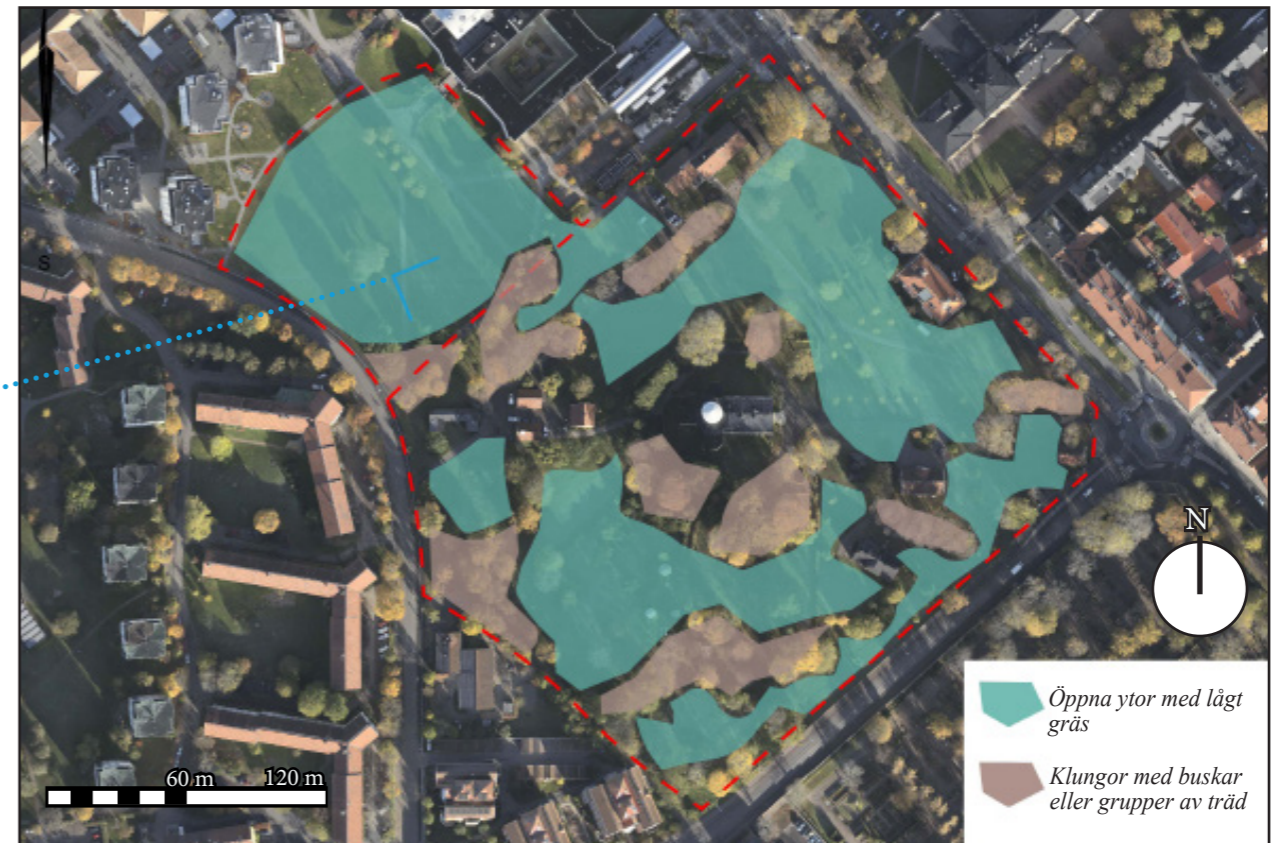 S
N
60 m 120 m
Öppna ytor med lågt
gräs
Klungor med buskar
eller grupper av träd